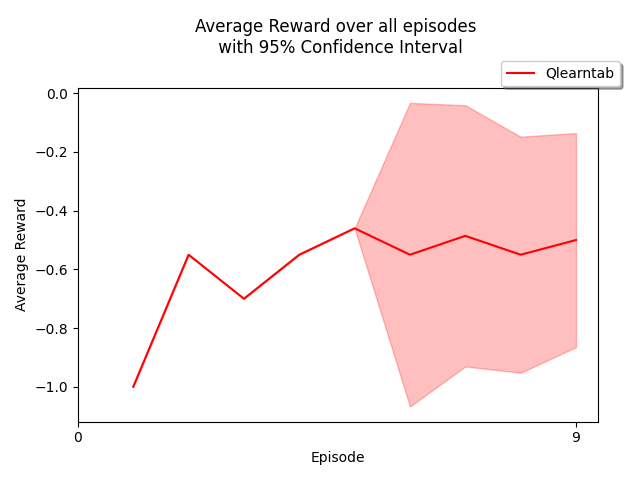 Average Reward over all episodes
with 95% Confidence Interval
Qlearntab
0.0
−0.2
−0.4
−0.6
−0.8
−1.0
Average Reward
0
9
Episode